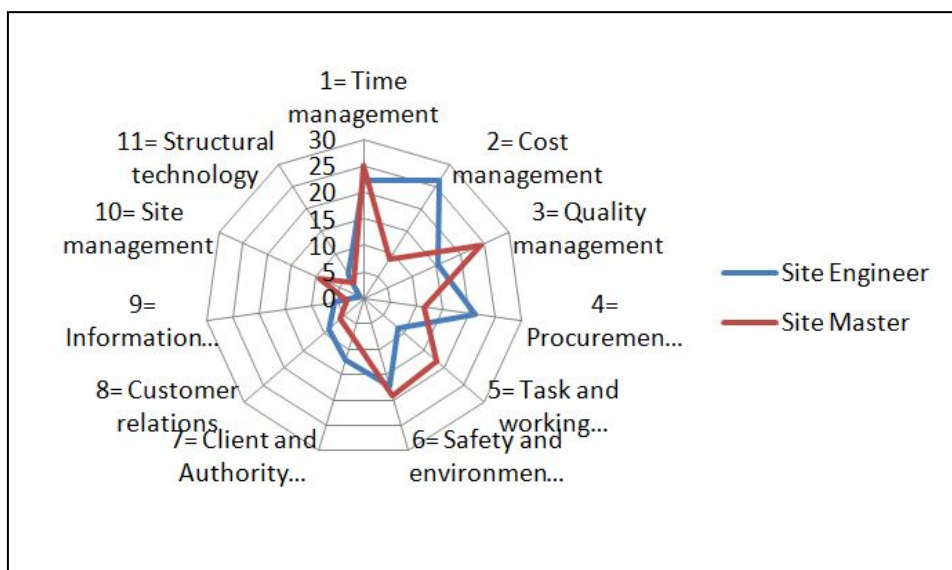 1= Time
management
2= Cost
management
3= Quality
management
4=
Procuremen...
5= Task and
working...
6= Safety and
environmen...
7= Client and
Authority...
8= Customer
relations
9=
Information...
10= Site
management
11= Structural
technology
30
25
20
15
10
5
0
Site Engineer
Site Master